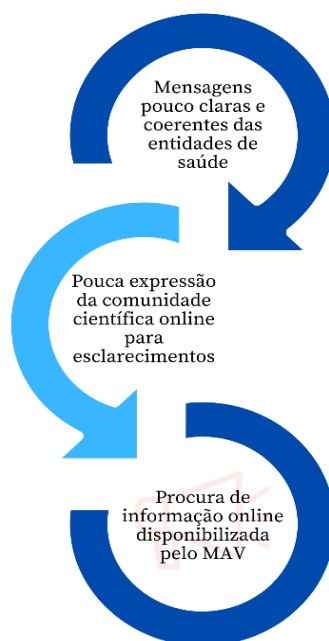 Mensagens
pouco claras e
coerentes das
entidades de
saúde
Pouca expressão
da comunidade
científica online
para
esclarecimentos
Procura de
informação online
disponibilizada
pelo MAV